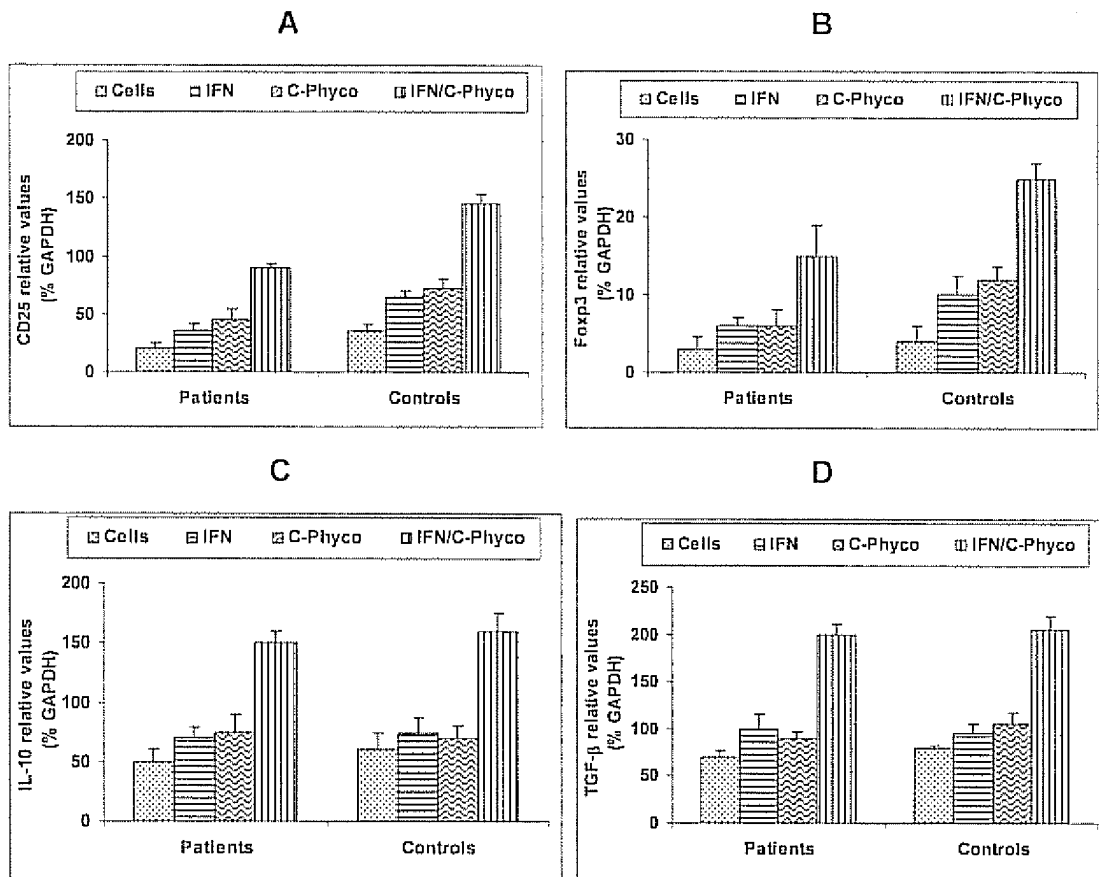 A
Cells IFN C-Phyco IFN/C-Phyco
CD25 relative values
(% GAPDH)
200
150
100
50
0
Patients Controls
B
Cells IFN C-Phyco IFN/C-Phyco
Foxp3 relative values
(% GAPDH)
30
20
10
0
Patients Controls
C
Cells IFN C-Phyco IFN/C-Phyco
IL-10 relative values
(% GAPDH)
200
150
100
50
0
Patients Controls
D
Cells IFN C-Phyco IFN/C-Phyco
TGF-β relative values
(% GAPDH)
250
200
150
100
50
0
Patients Controls